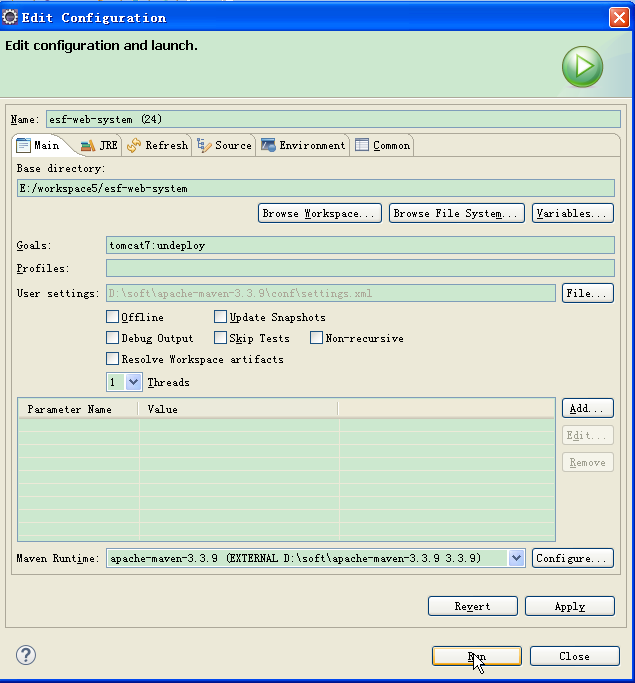 Edit Configuration
Edit configuration and launch.
Name: esf-web-system (24)
Main JRE Refresh Source Environment Common
Base directory:
E:/workspace5/esf-web-system
Browse Workspace... Browse File System... Variables...
Goals: tomcat7:undeploy
Profiles:
User settings: D:\soft\apache-maven-3.3.9\conf\settings.xml File...
Offline Update Snapshots
Debug Output Skip Tests Non-recursive
Resolve Workspace artifacts
1 Threads
Parameter Name Value Add...
Edit...
Remove
Maven Runtime: apache-maven-3.3.9 (EXTERNAL D:\soft\apache-maven-3.3.9 3.3.9) Configure...
Revert Apply
? Run Close